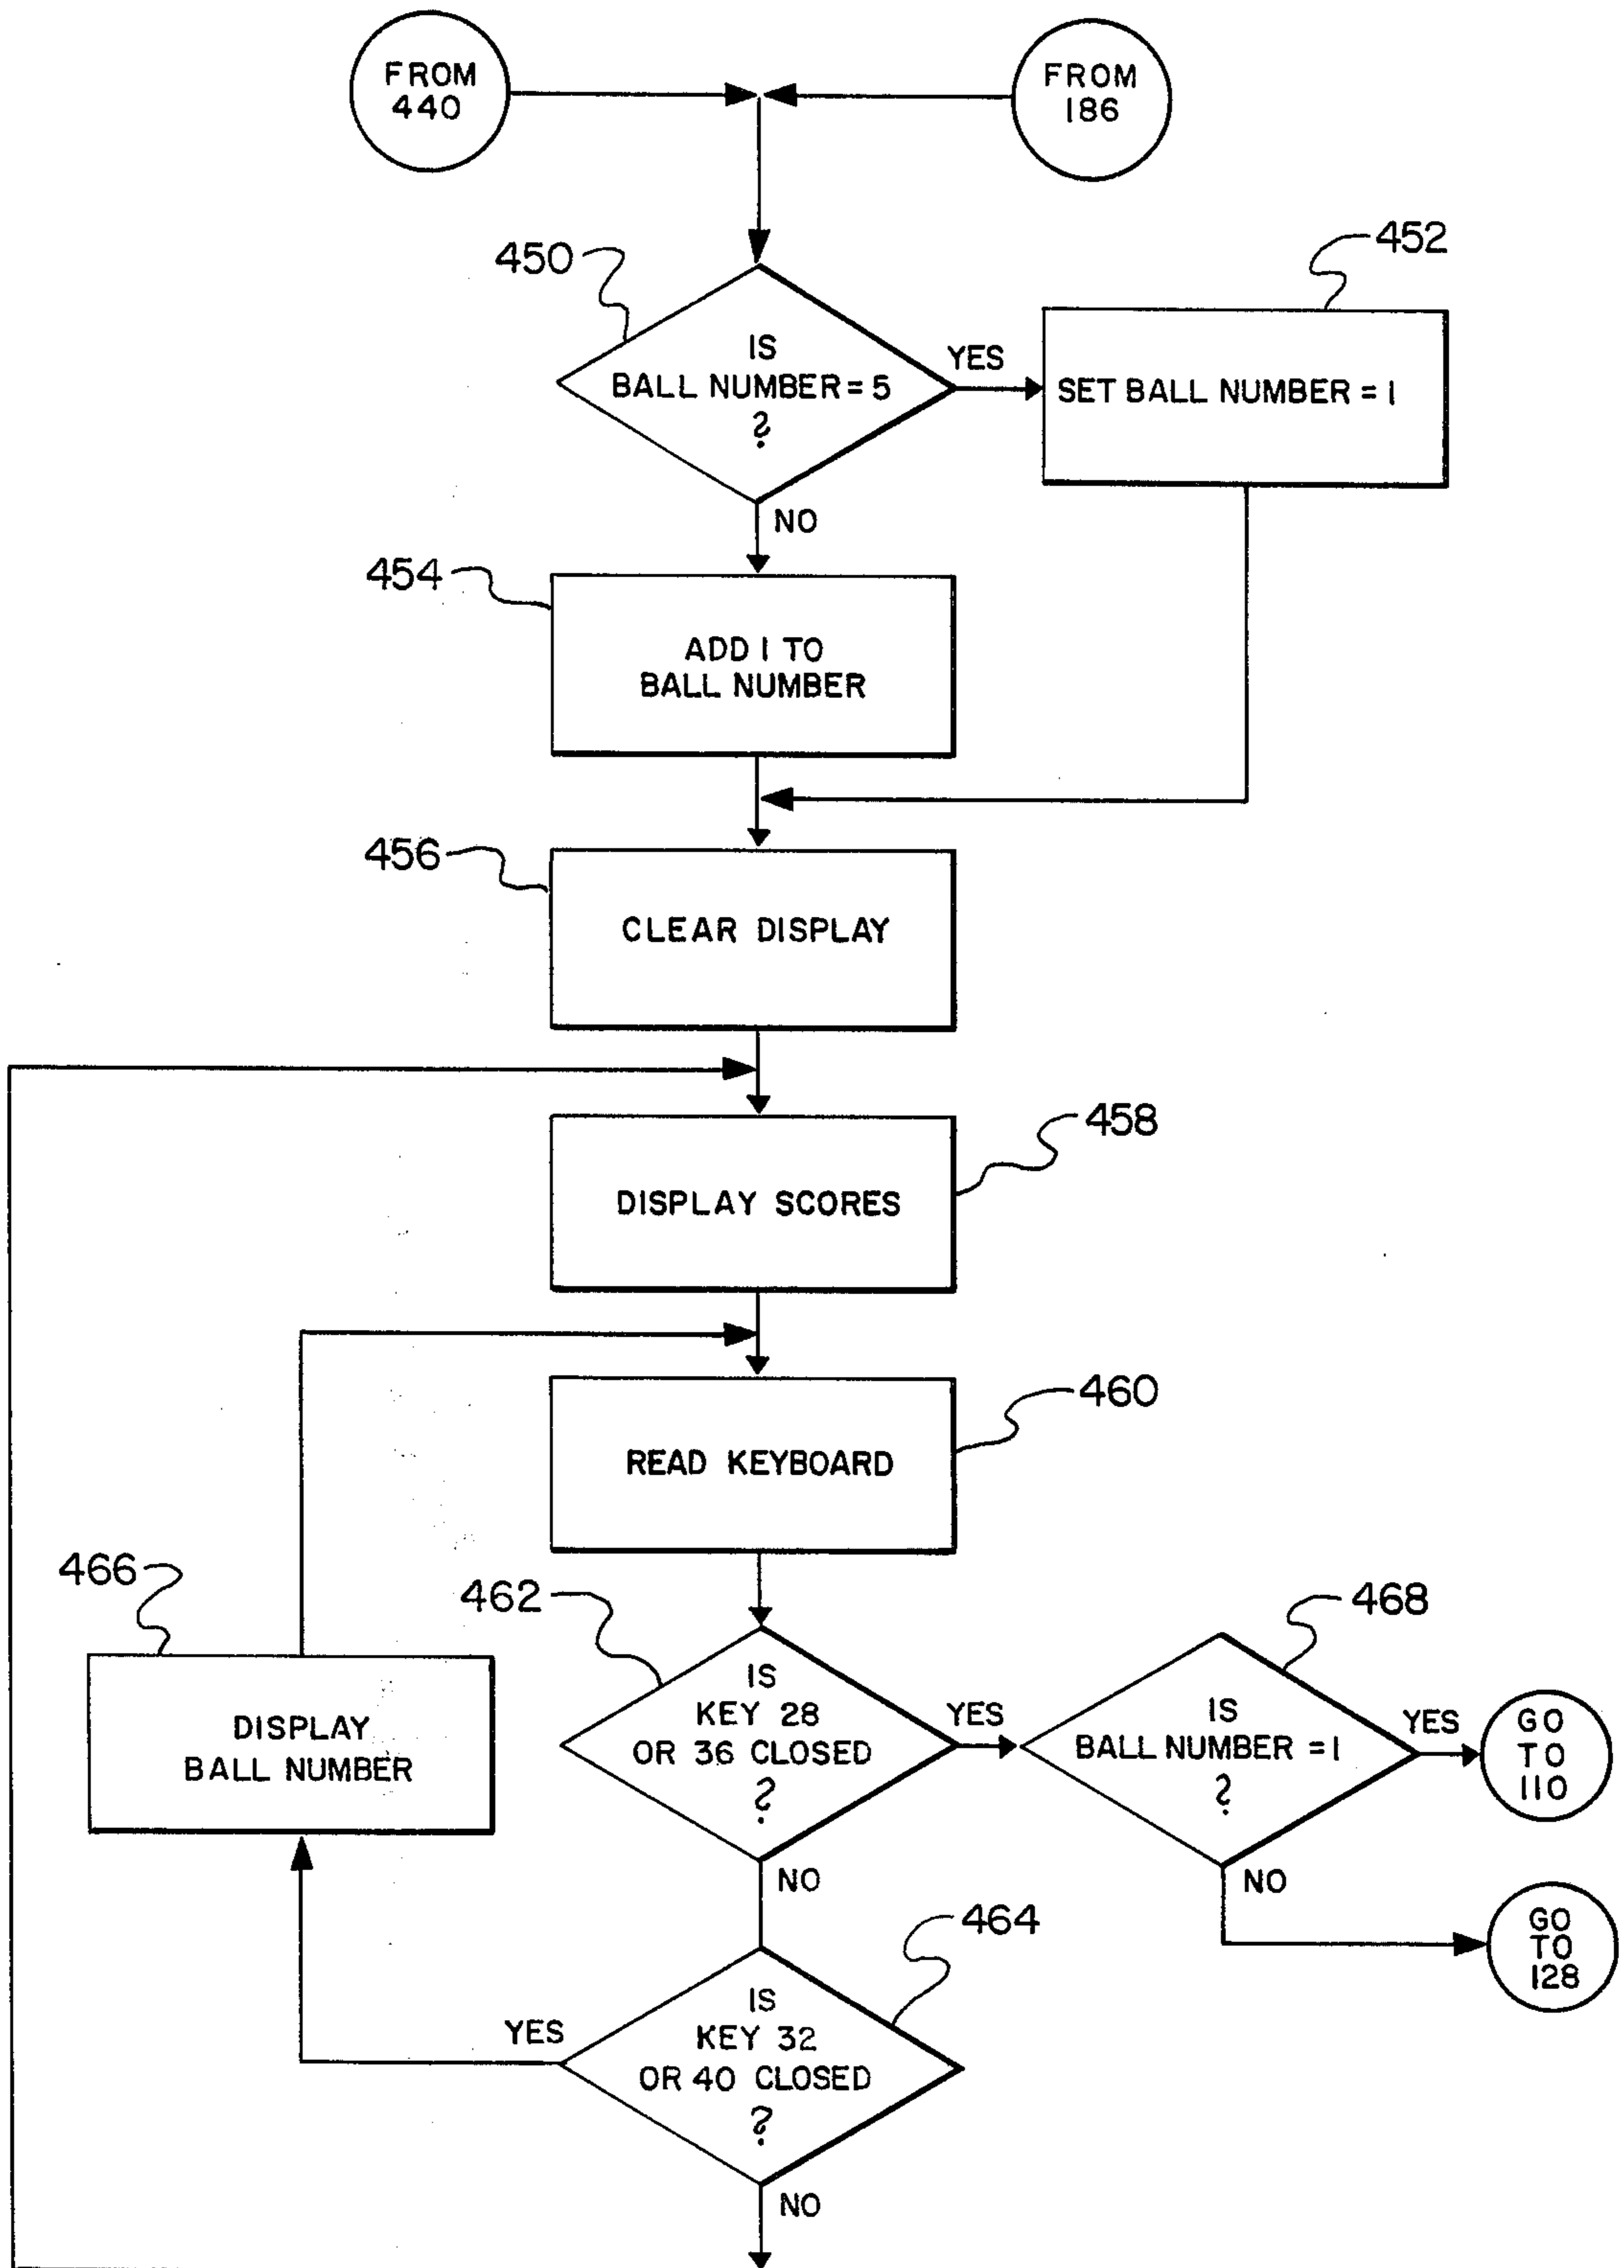 FROM
440
FROM
186
450
452
IS
BALL NUMBER = 5
?
YES
SET BALL NUMBER = 1
NO
454
ADD 1 TO
BALL NUMBER
456
CLEAR DISPLAY
458
DISPLAY SCORES
460
READ KEYBOARD
466
DISPLAY
BALL NUMBER
462
IS
KEY 28
OR 36 CLOSED
?
YES
468
IS
BALL NUMBER = 1
?
YES
GO
TO
110
NO
NO
GO
TO
128
464
IS
KEY 32
OR 40 CLOSED
?
YES
NO